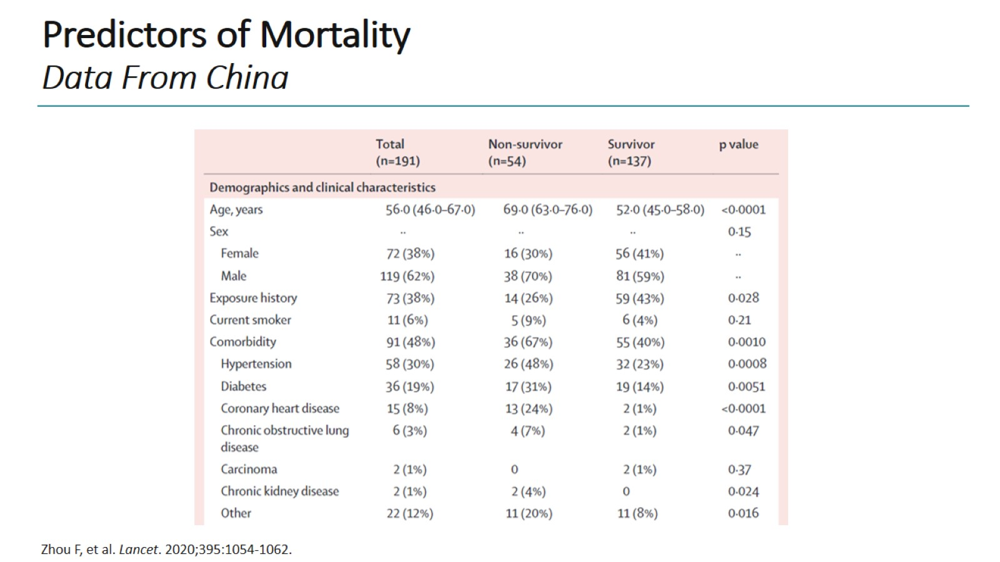 Predictors of Mortality
Data From China
Total Non-survivor Survivor p value
(n=191) (n=54) (n=137)
Demographics and clinical characteristics
Age, years 56·0 (46·0–67·0) 69·0 (63·0–76·0) 52·0 (45·0–58·0) <0·0001
Sex ·· ·· ·· 0·15
Female 72 (38%) 16 (30%) 56 (41%) ··
Male 119 (62%) 38 (70%) 81 (59%) ··
Exposure history 73 (38%) 14 (26%) 59 (43%) 0·028
Current smoker 11 (6%) 5 (9%) 6 (4%) 0·21
Comorbidity 91 (48%) 36 (67%) 55 (40%) 0·0010
Hypertension 58 (30%) 26 (48%) 32 (23%) 0·0008
Diabetes 36 (19%) 17 (31%) 19 (14%) 0·0051
Coronary heart disease 15 (8%) 13 (24%) 2 (1%) <0·0001
Chronic obstructive lung 6 (3%) 4 (7%) 2 (1%) 0·047
disease
Carcinoma 2 (1%) 0 2 (1%) 0·37
Chronic kidney disease 2 (1%) 2 (4%) 0 0·024
Other 22 (12%) 11 (20%) 11 (8%) 0·016
Zhou F, et al. Lancet. 2020;395:1054-1062.